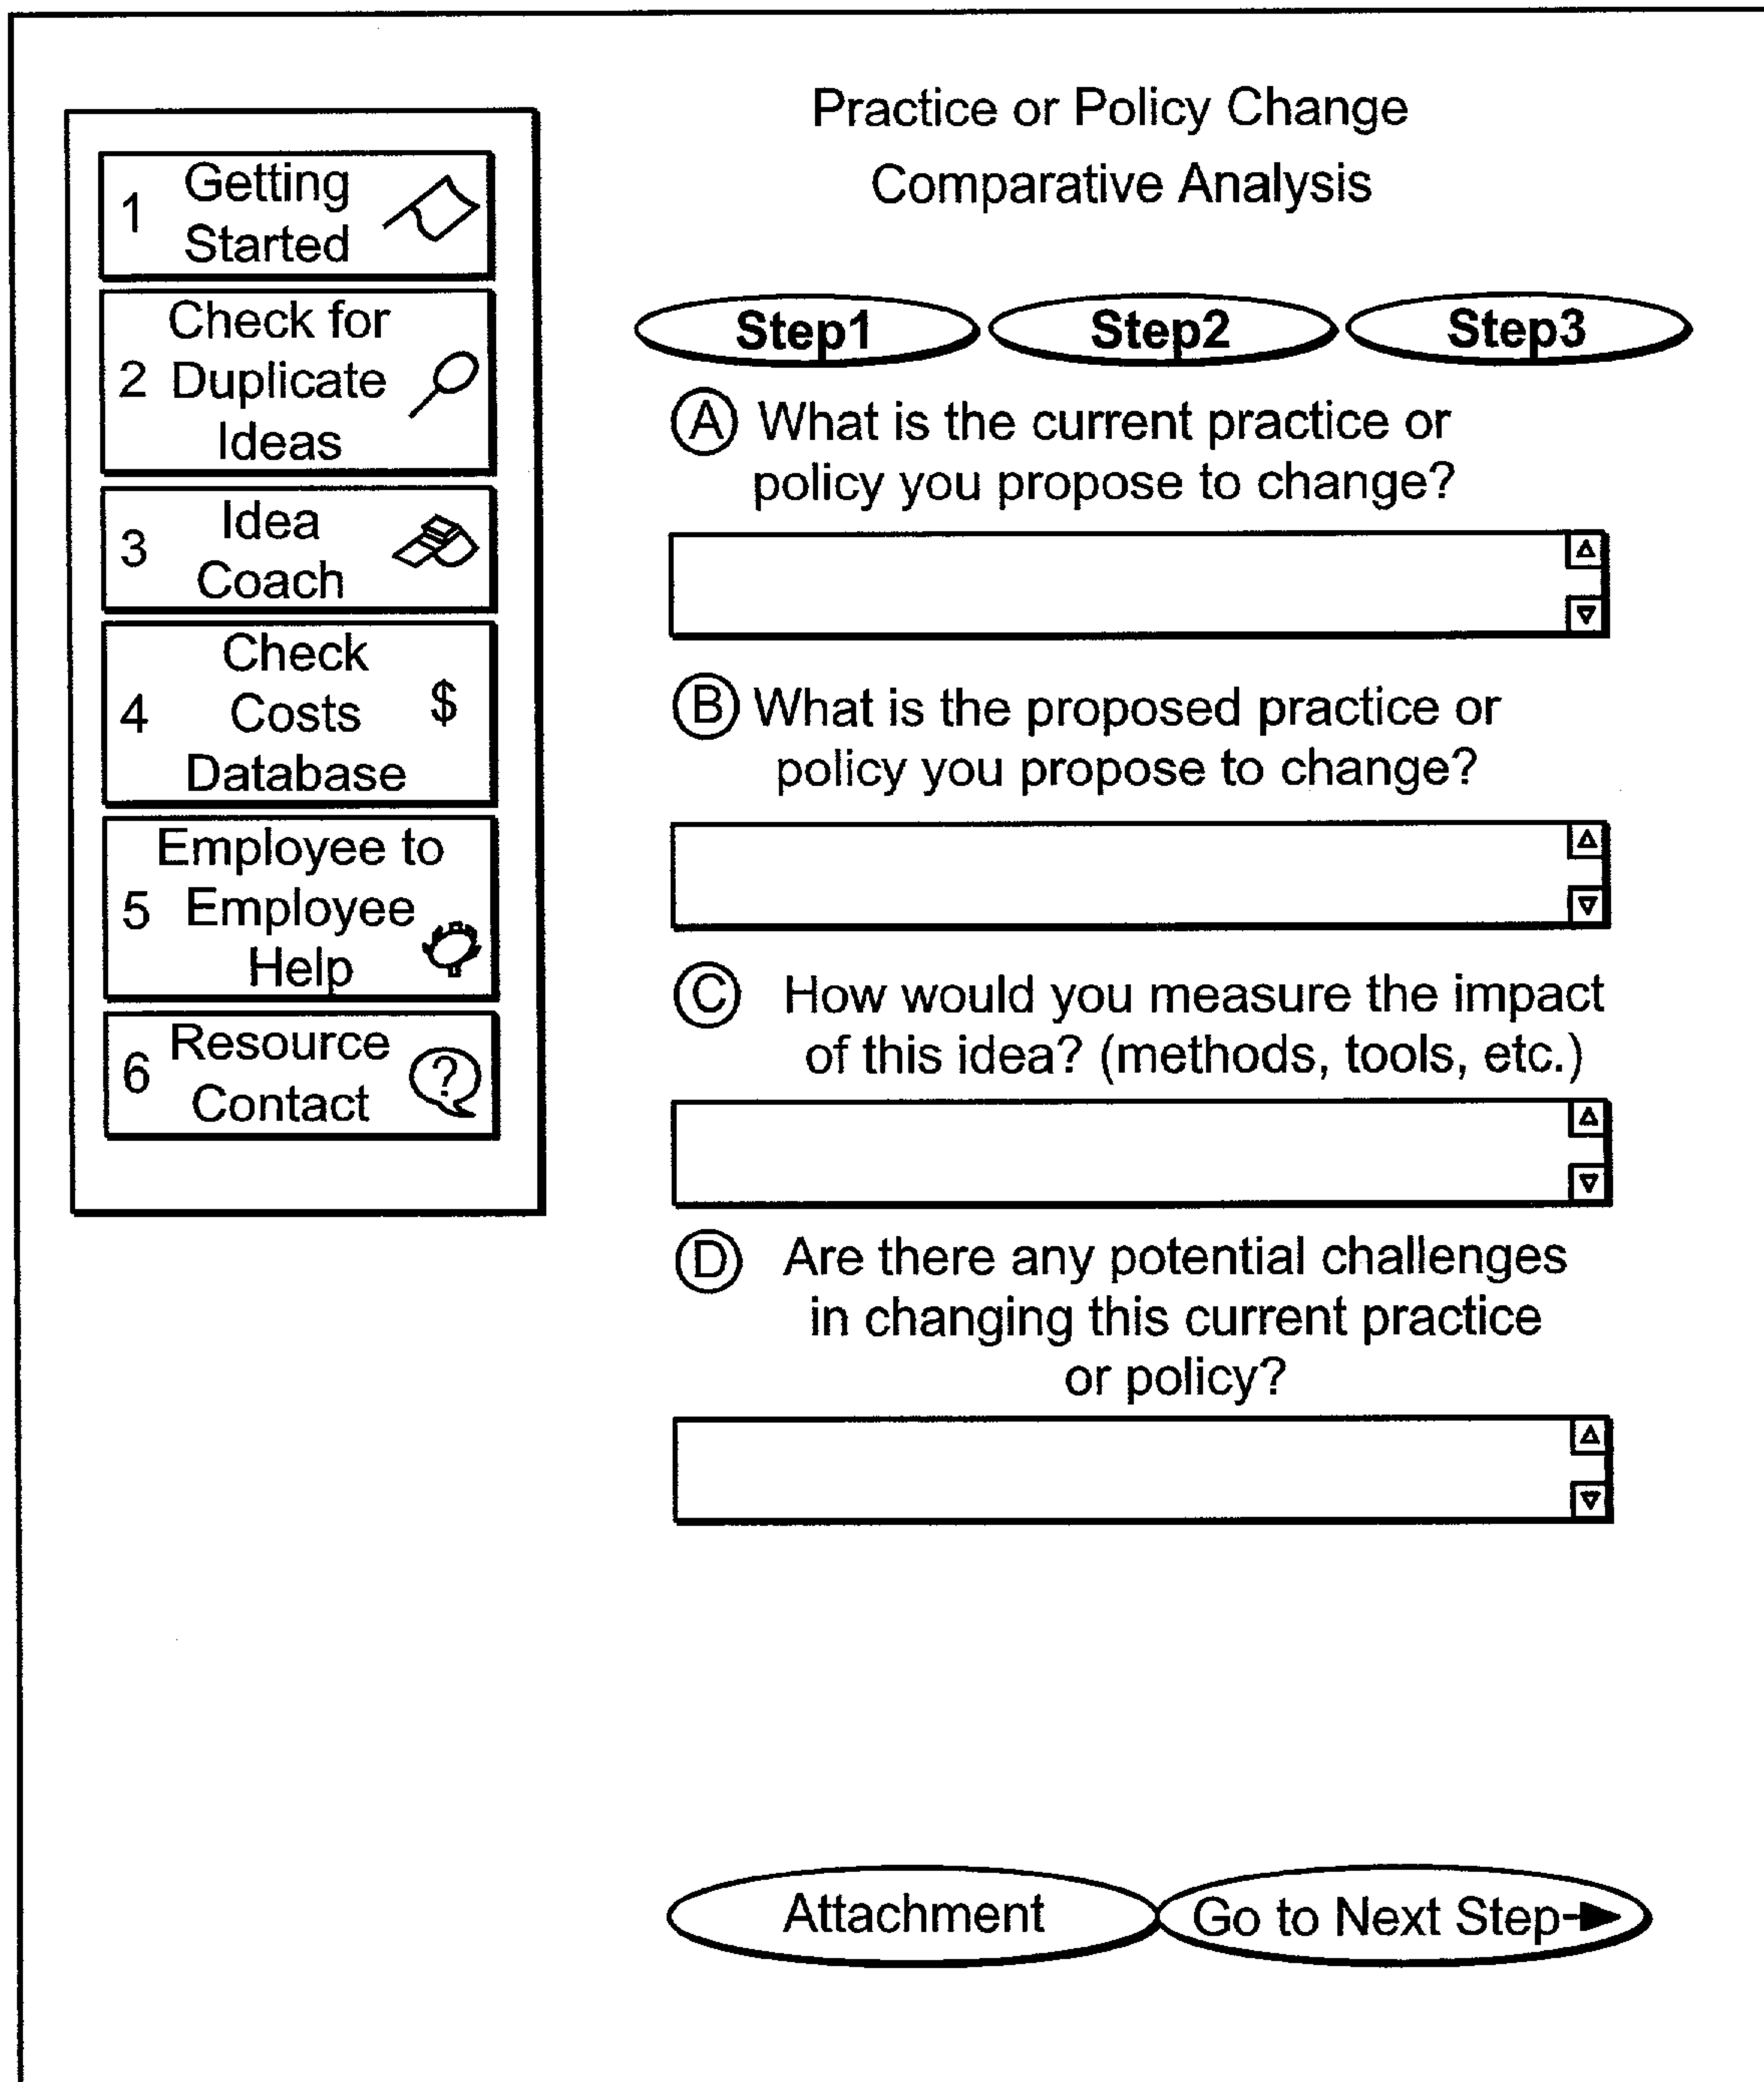 Practice or Policy Change
Comparative Analysis
1 Getting
Started
Check for
2 Duplicate
Ideas
3 Idea
Coach
Check
4 Costs $
Database
Employee to
5 Employee
Help
6 Resource ?
Contact
Step1 Step2 Step3
A What is the current practice or
policy you propose to change?
B What is the proposed practice or
policy you propose to change?
C How would you measure the impact
of this idea? (methods, tools, etc.)
D Are there any potential challenges
in changing this current practice
or policy?
Attachment Go to Next Step